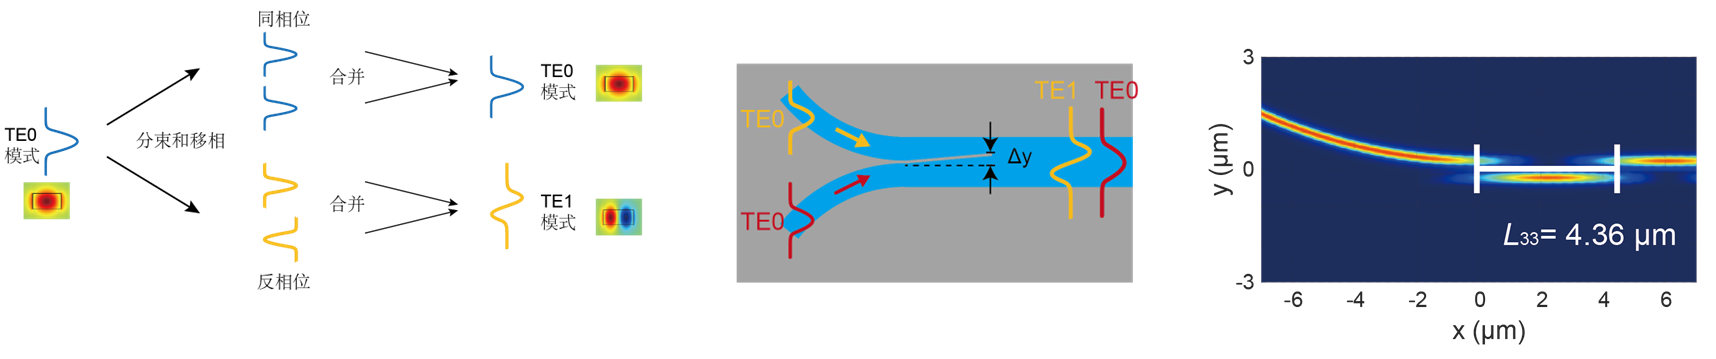 同相位
TE0
模式
分束和移相
合并
TE0
模式
合并
TE1
模式
反相位
TE0
TE0
TE1
TE0
Δy
3
0
-3
y (μm)
L33= 4.36 μm
-6
-4
-2
0
2
4
6
x (μm)